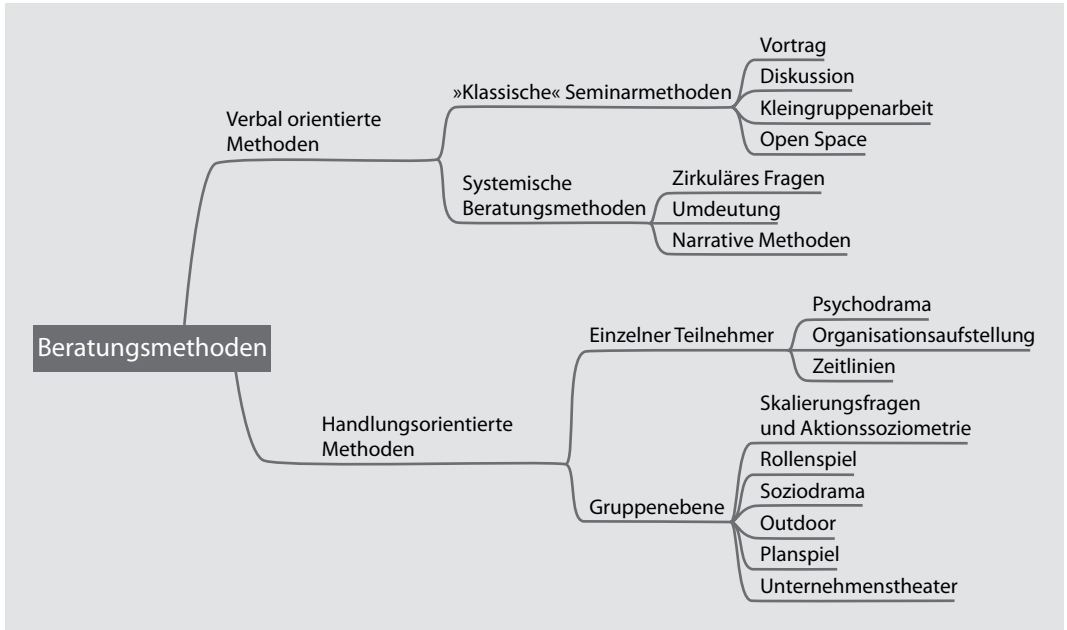 Beratungsmethoden
Verbal orientierte
Methoden
»Klassische« Seminarmethoden
Vortrag
Diskussion
Kleingruppenarbeit
Open Space
Systemische
Beratungsmethoden
Zirkuläres Fragen
Umdeutung
Narrative Methoden
Handlungsorientierte
Methoden
Einzelner Teilnehmer
Psychodrama
Organisationsaufstellung
Zeitlinien
Gruppenebene
Skalierungsfragen
und Aktionssoziometrie
Rollenspiel
Soziodrama
Outdoor
Planspiel
Unternehmenstheater